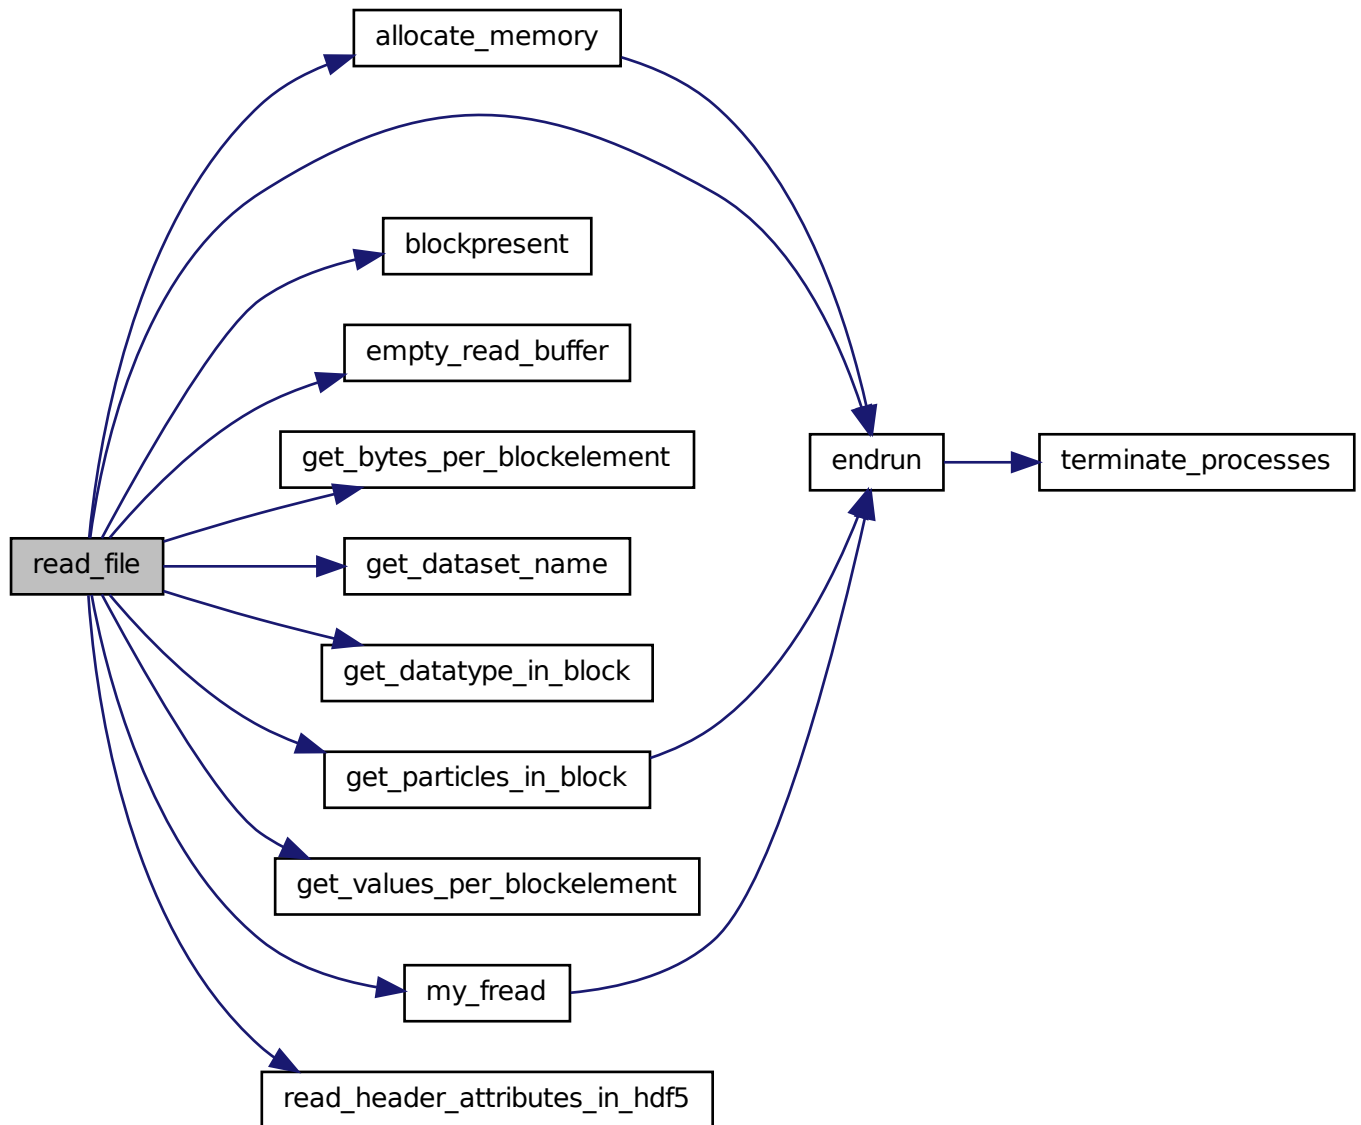 allocate_memory
blockpresent
empty_read_buffer
get_bytes_per_blockelement
endrun
terminate_processes
read_file
get_dataset_name
get_datatype_in_block
get_particles_in_block
get_values_per_blockelement
my_fread
read_header_attributes_in_hdf5